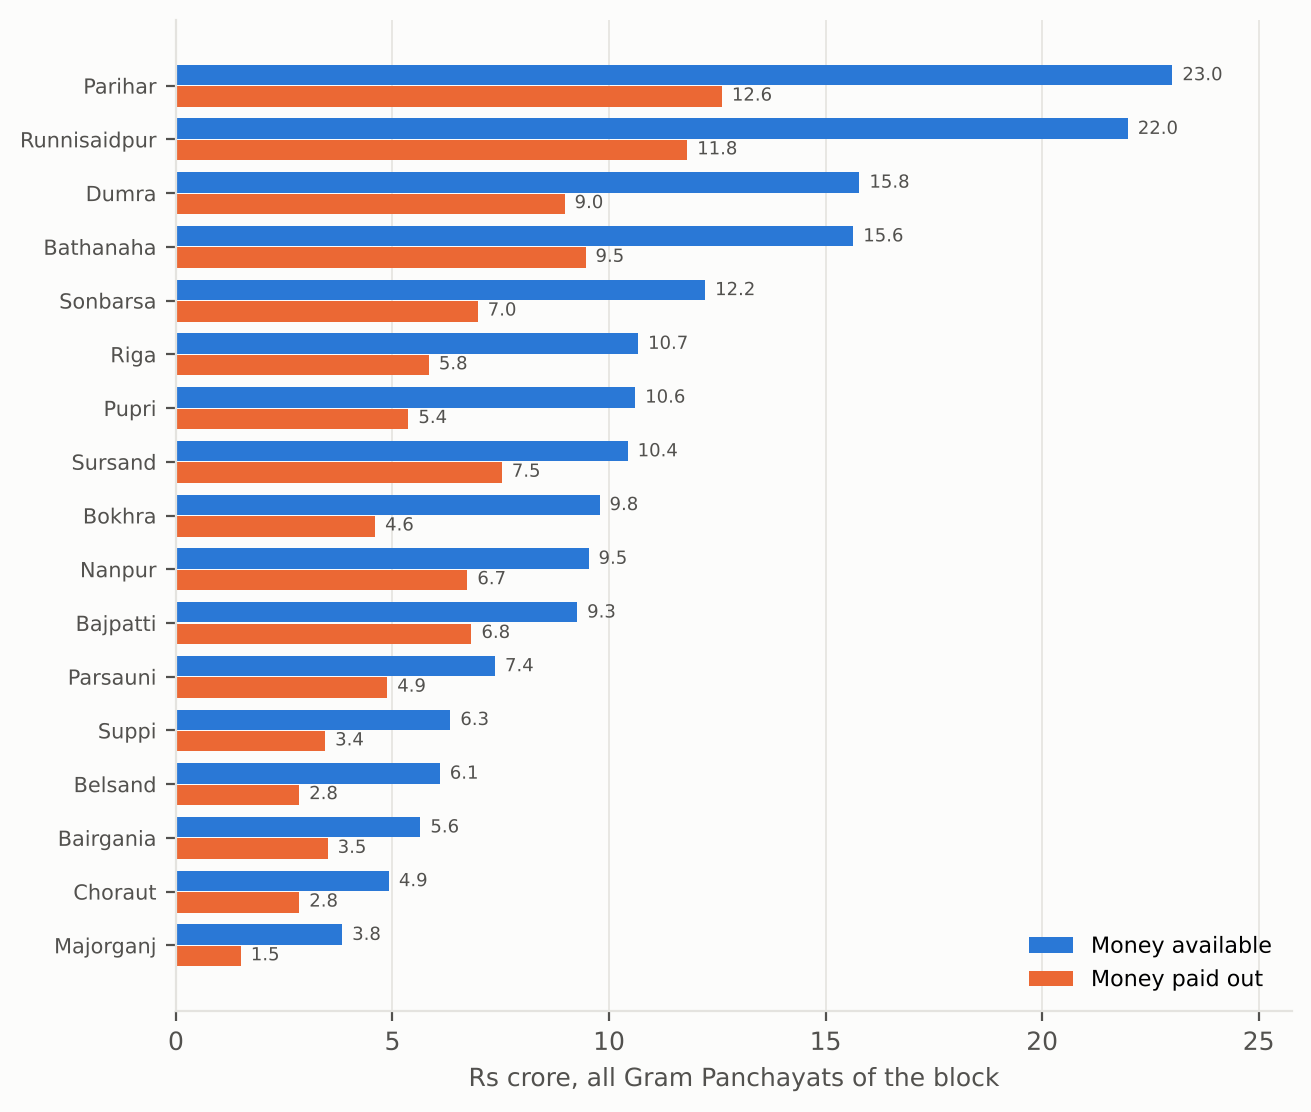 Parihar 23.0
12.6
Runnisaidpur 22.0
11.8
Dumra 15.8
9.0
Bathanaha 15.6
9.5
Sonbarsa 12.2
7.0
Riga 10.7
5.8
Pupri 10.6
5.4
Sursand 10.4
7.5
Bokhra 9.8
4.6
Nanpur 9.5
6.7
Bajpatti 9.3
6.8
Parsauni 7.4
4.9
Suppi 6.3
3.4
Belsand 6.1
2.8
Bairgania 5.6
3.5
Choraut 4.9
2.8
Majorganj 3.8
1.5
Money available
Money paid out
0 5 10 15 20 25
Rs crore, all Gram Panchayats of the block